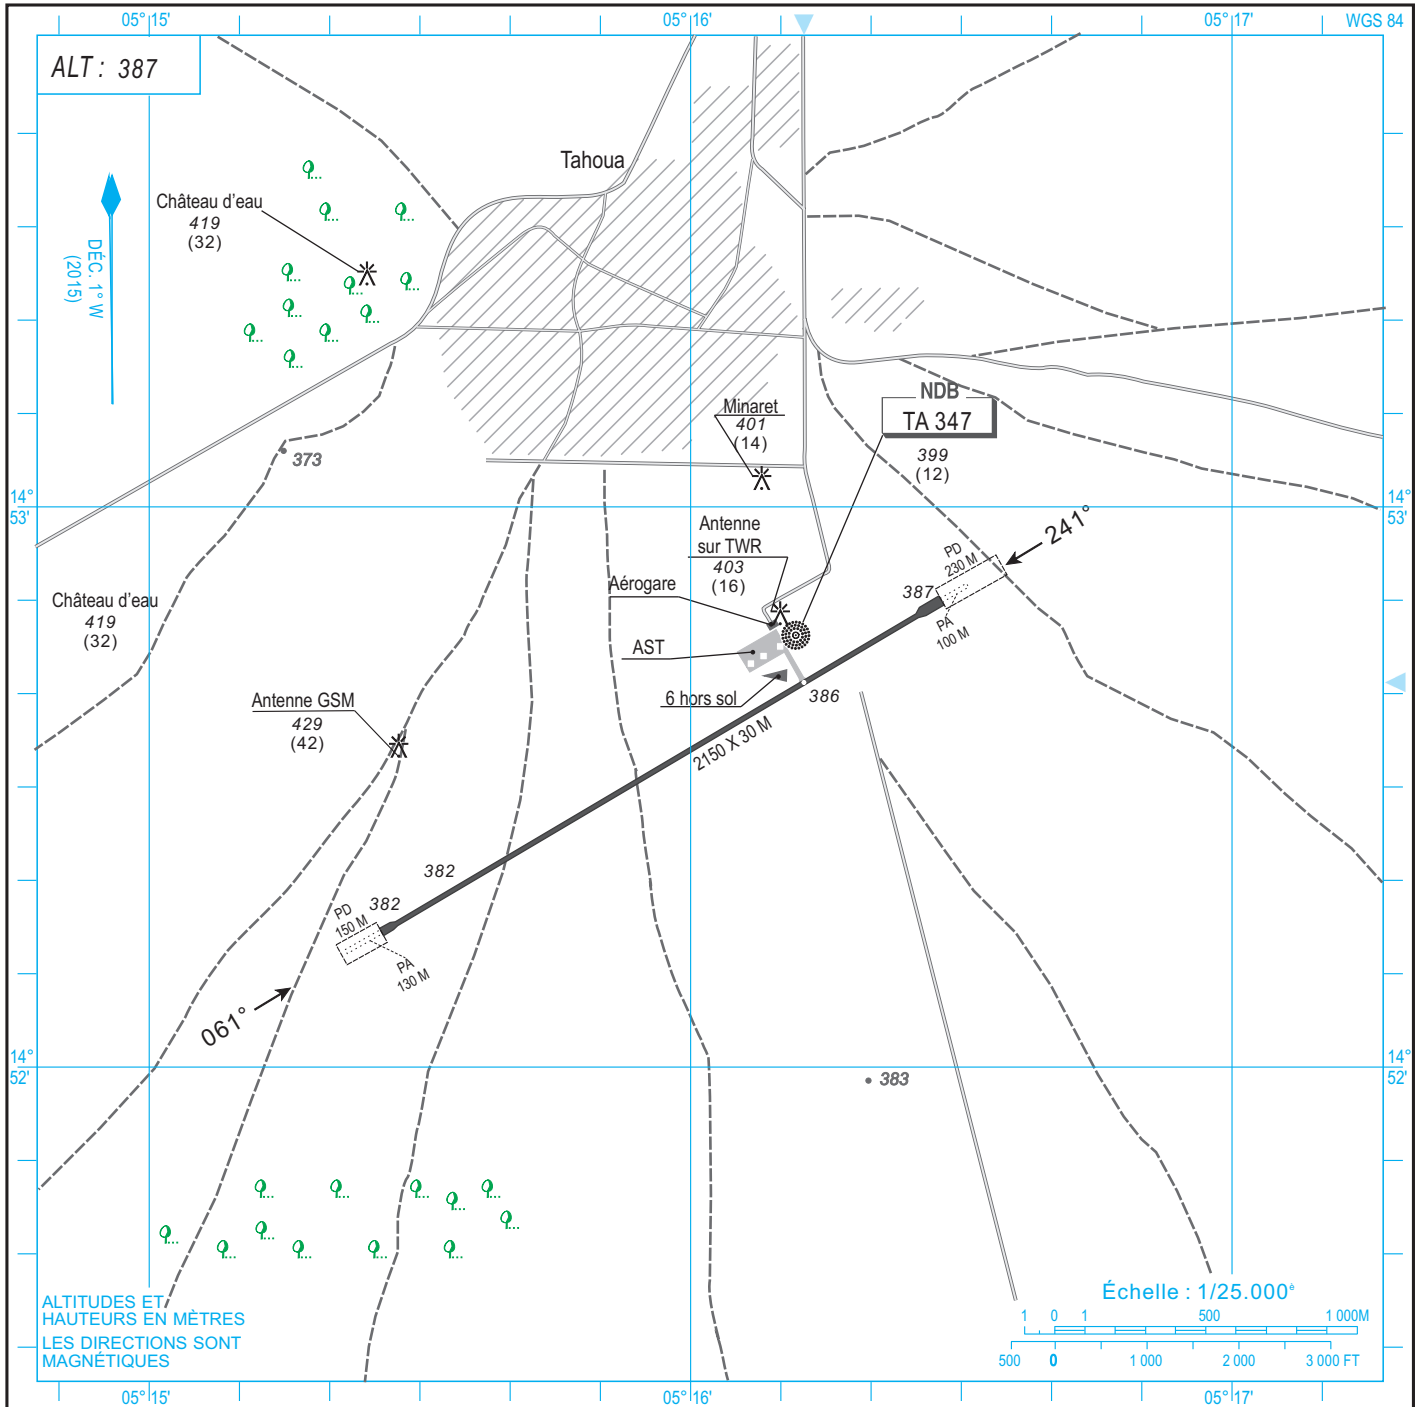 05° 15'
05° 16'
05° 17'
WGS 84
ALT : 387
Tahoua
Château d'eau
419
(32)
DÉC. 1° W
(2015)
NDB
TA 347
399
(12)
Minaret
401
(14)
373
14°
53'
14°
53'
Antenne
sur TWR
403
(16)
241°
PD
230 M
387
PA
100 M
Aérogare
Château d'eau
419
(32)
AST
6 hors sol
386
Antenne GSM
429
(42)
2150 X 30 M
382
382
PD
150 M
PA
130 M
061°
14°
52'
14°
52'
383
ALTITUDES ET
HAUTEURS EN MÈTRES
LES DIRECTIONS SONT
MAGNÉTIQUES
Échelle : 1/25.000è
1 0 1 500 1 000M
500 0 1 000 2 000 3 000 FT
05° 15'
05° 16'
05° 17'